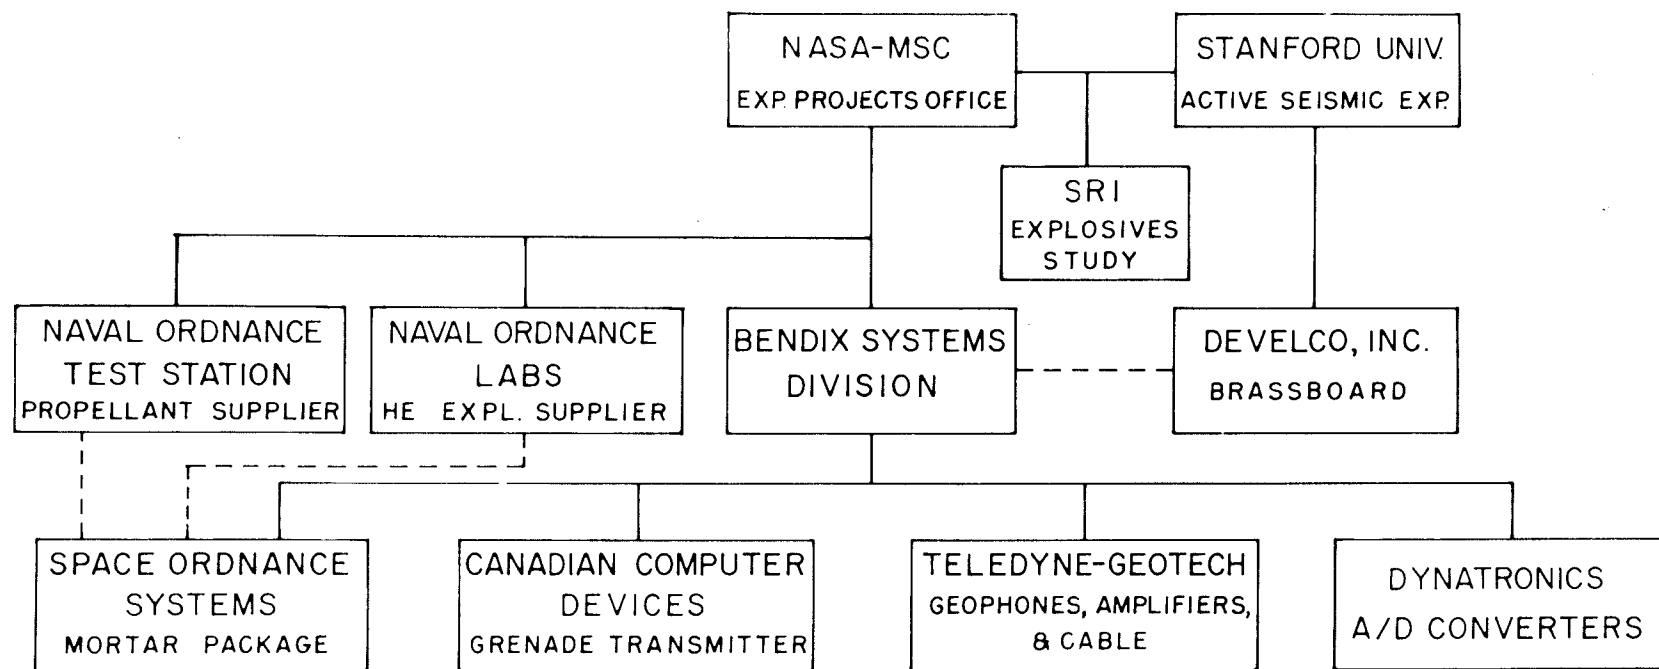 NASA-MSC
EXP. PROJECTS OFFICE
STANFORD UNIV.
ACTIVE SEISMIC EXP.
SRI
EXPLOSIVES
STUDY
NAVAL ORDNANCE
TEST STATION
PROPELLANT SUPPLIER
NAVAL ORDNANCE
LABS
HE EXPL. SUPPLIER
BENDIX SYSTEMS
DIVISION
DEVELCO, INC.
BRASSBOARD
SPACE ORDNANCE
SYSTEMS
MORTAR PACKAGE
CANADIAN COMPUTER
DEVICES
GRENADE TRANSMITTER
TELEDYNE-GEOTECH
GEOPHONES, AMPLIFIERS,
& CABLE
DYNATRONICS
A/D CONVERTERS